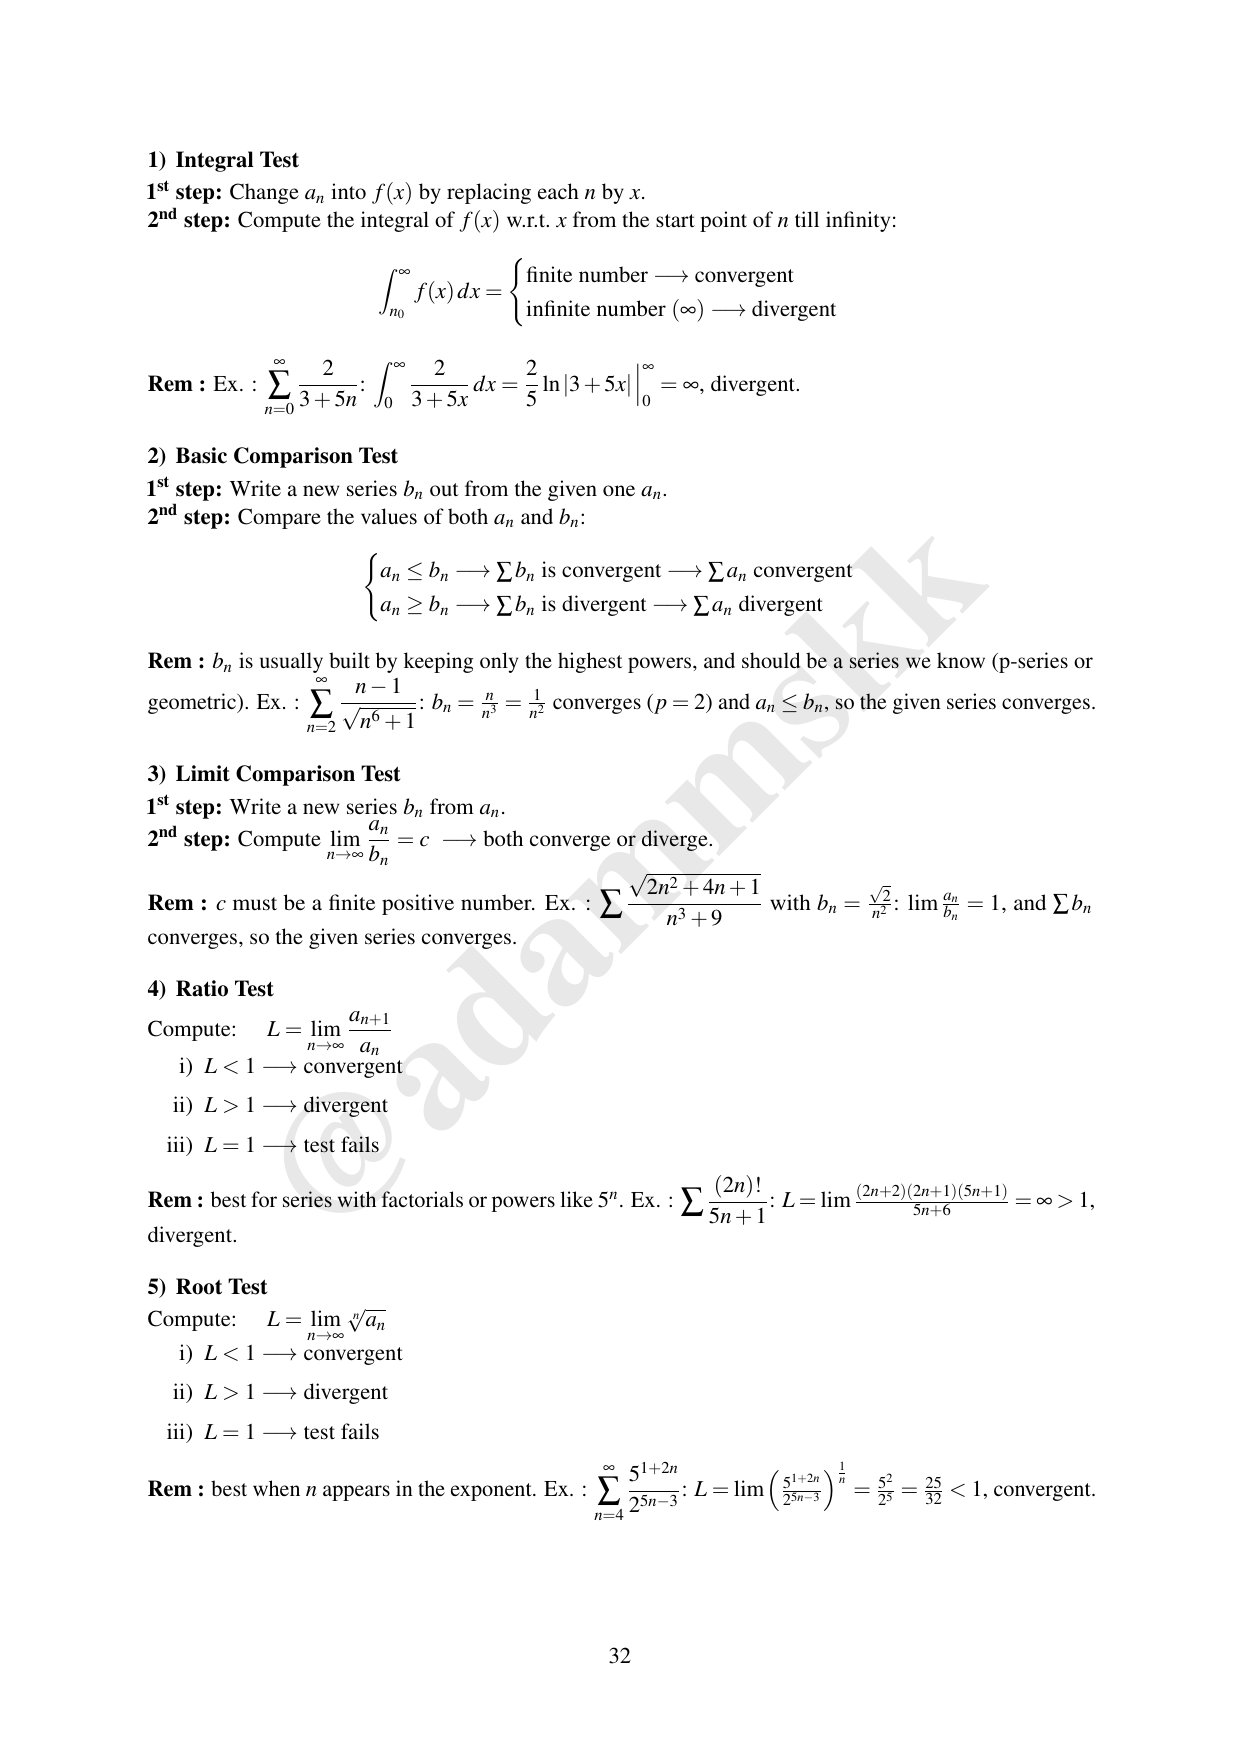 1) Integral Test
1st step: Change aₙ into f(x) by replacing each n by x.
2nd step: Compute the integral of f(x) w.r.t. x from the start point of n till infinity:
∫_{n₀}^{∞} f(x) dx = { finite number ⟶ convergent
infinite number (∞) ⟶ divergent
Rem : Ex. : ∑_{n=0}^{∞} 2/(3+5n): ∫_0^∞ 2/(3+5x) dx = 2/5 ln|3+5x| |_0^∞ = ∞, divergent.
2) Basic Comparison Test
1st step: Write a new series bₙ out from the given one aₙ.
2nd step: Compare the values of both aₙ and bₙ:
{ aₙ ≤ bₙ ⟶ ∑bₙ is convergent ⟶ ∑aₙ convergent
aₙ ≥ bₙ ⟶ ∑bₙ is divergent ⟶ ∑aₙ divergent
Rem : bₙ is usually built by keeping only the highest powers, and should be a series we know (p-series or
geometric). Ex. : ∑_{n=2}^{∞} (n−1)/√(n⁶+1): bₙ = n/n³ = 1/n² converges (p = 2) and aₙ ≤ bₙ, so the given series converges.
3) Limit Comparison Test
1st step: Write a new series bₙ from aₙ.
2nd step: Compute lim_{n→∞} aₙ/bₙ = c ⟶ both converge or diverge.
Rem : c must be a finite positive number. Ex. : ∑ √(2n²+4n+1)/(n³+9) with bₙ = √2/n²: lim aₙ/bₙ = 1, and ∑bₙ
converges, so the given series converges.
4) Ratio Test
Compute: L = lim_{n→∞} aₙ₊₁/aₙ
i) L < 1 ⟶ convergent
ii) L > 1 ⟶ divergent
iii) L = 1 ⟶ test fails
Rem : best for series with factorials or powers like 5ⁿ. Ex. : ∑ (2n)!/(5n+1): L = lim (2n+2)(2n+1)(5n+1)/(5n+6) = ∞ > 1,
divergent.
5) Root Test
Compute: L = lim_{n→∞} ⁿ√aₙ
i) L < 1 ⟶ convergent
ii) L > 1 ⟶ divergent
iii) L = 1 ⟶ test fails
Rem : best when n appears in the exponent. Ex. : ∑_{n=4}^{∞} 5^{1+2n}/2^{5n−3}: L = lim (5^{1+2n}/2^{5n−3})^{1/n} = 5²/2⁵ = 25/32 < 1, convergent.
@adammskk
32